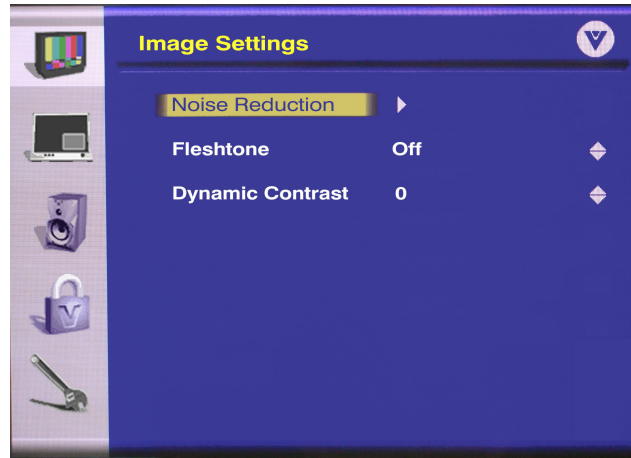 Image Settings
Noise Reduction
Fleshtone Off
Dynamic Contrast 0